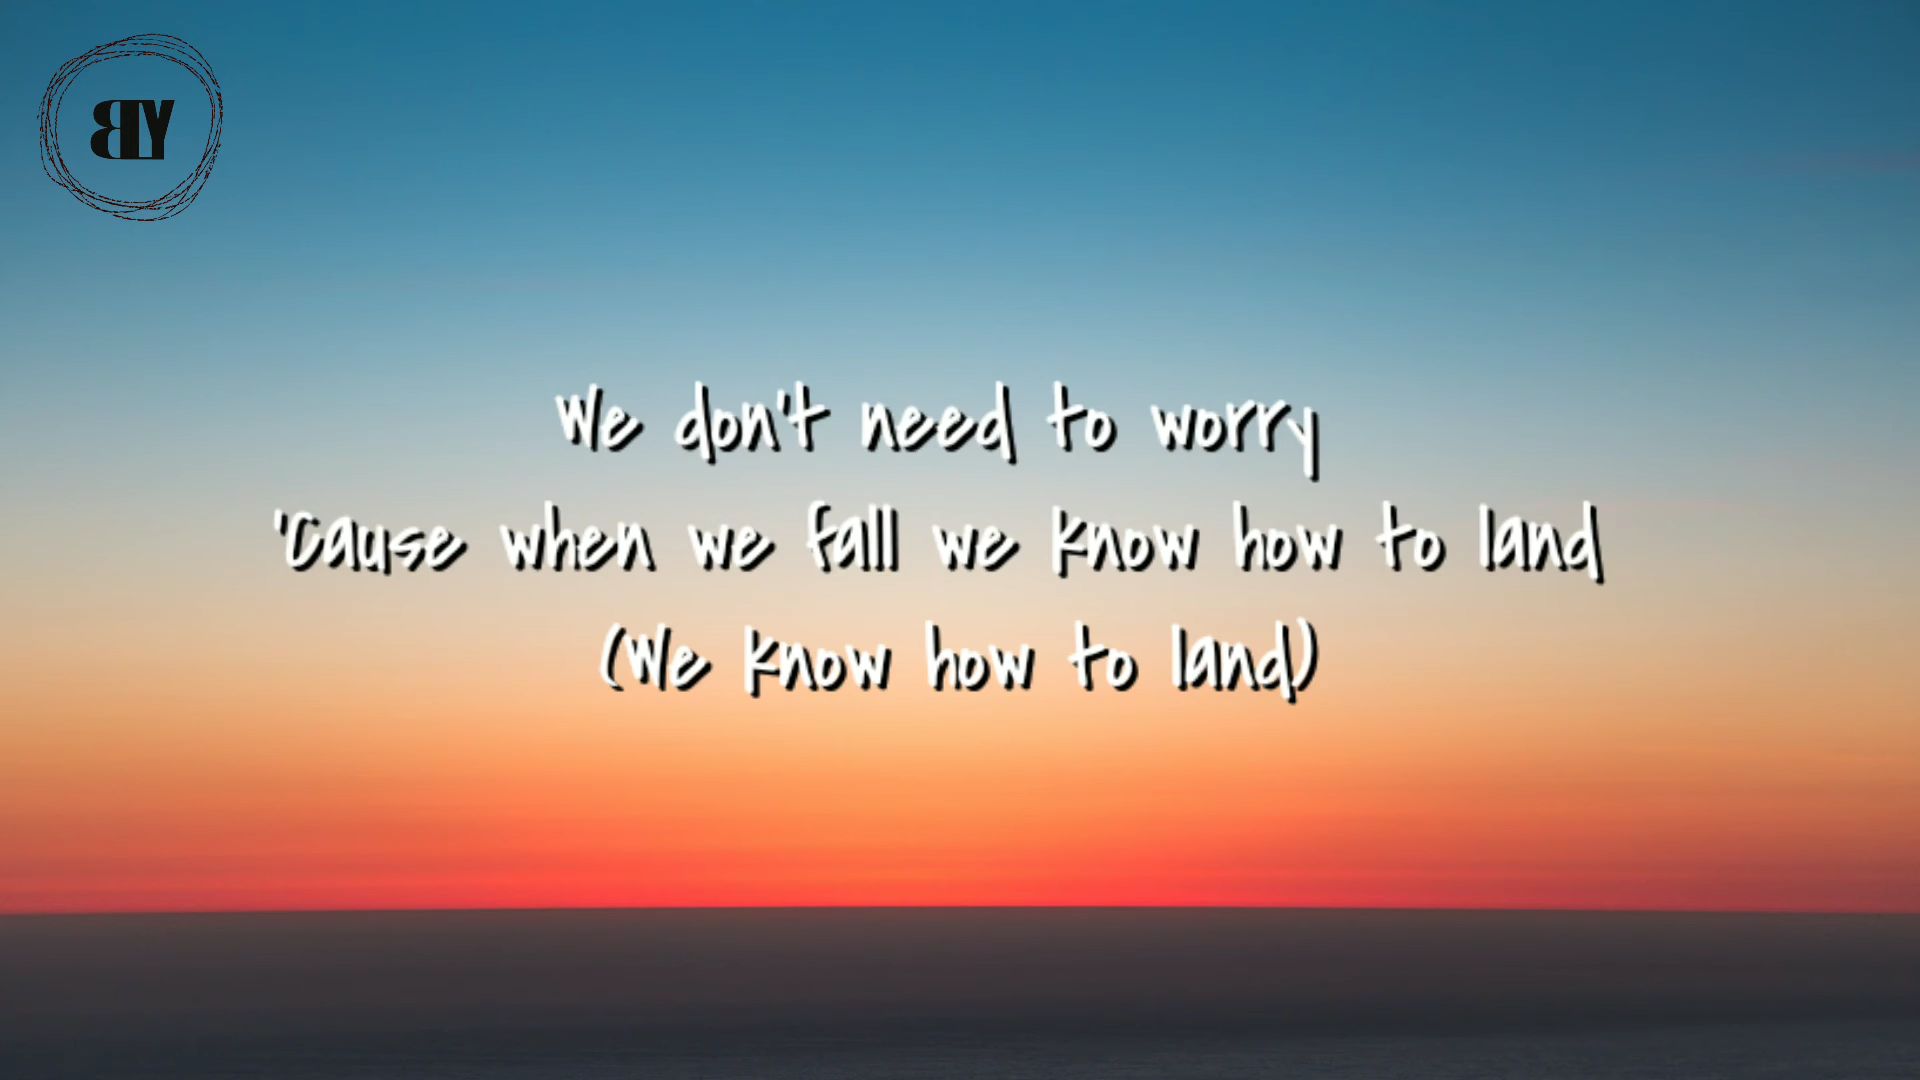 BY
We don't need to worry
'Cause when we fall we know how to land
(We know how to land)